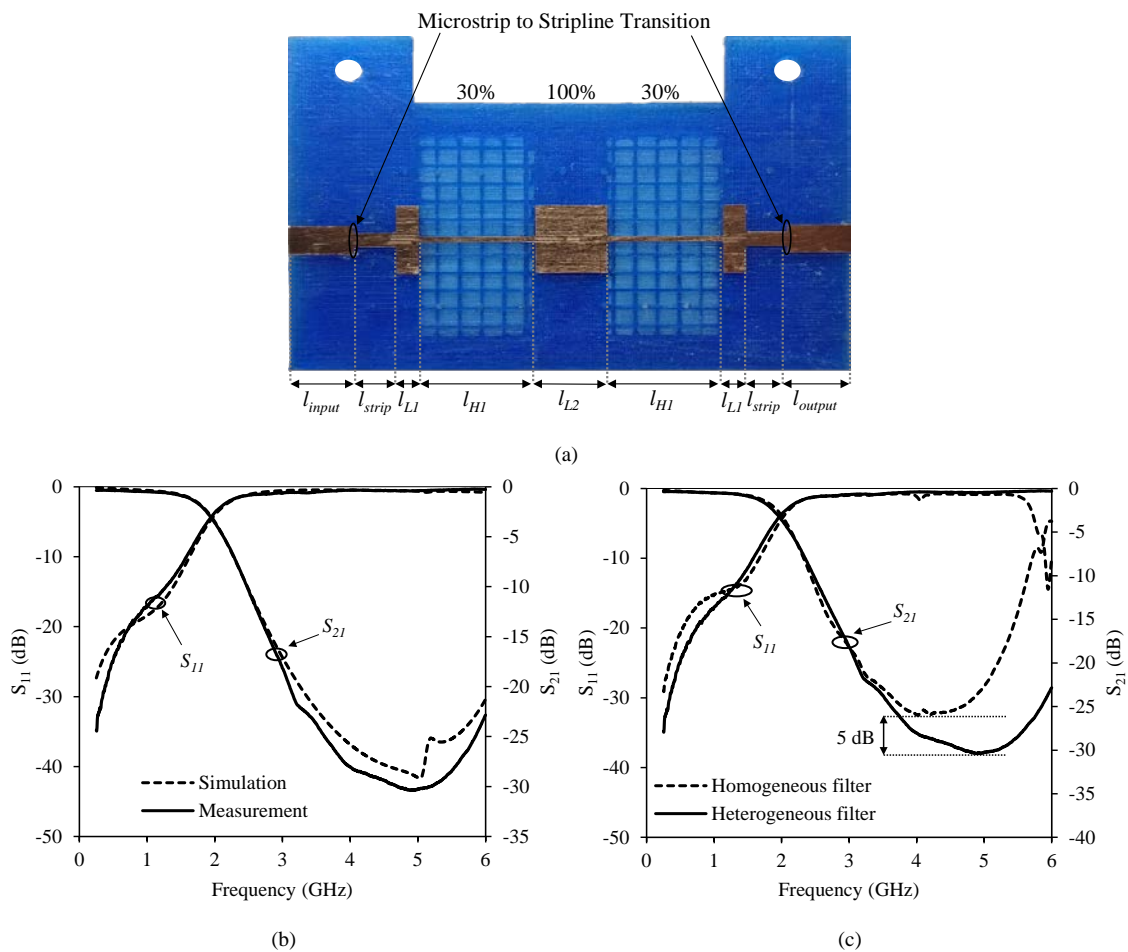 Microstrip to Stripline Transition
30% 100% 30%
l_input l_strip l_L1 l_H1 l_L2 l_H1 l_L1 l_strip l_output
(a)
0
-10
-20
-30
-40
-50
S11 (dB)
0
-5
-10
-15
-20
-25
-30
-35
S21 (dB)
S11
S21
Simulation
Measurement
0 1 2 3 4 5 6
Frequency (GHz)
(b)
0
-10
-20
-30
-40
-50
S11 (dB)
0
-5
-10
-15
-20
-25
-30
-35
-40
S21 (dB)
S11
S21
5 dB
Homogeneous filter
Heterogeneous filter
0 1 2 3 4 5 6
Frequency (GHz)
(c)